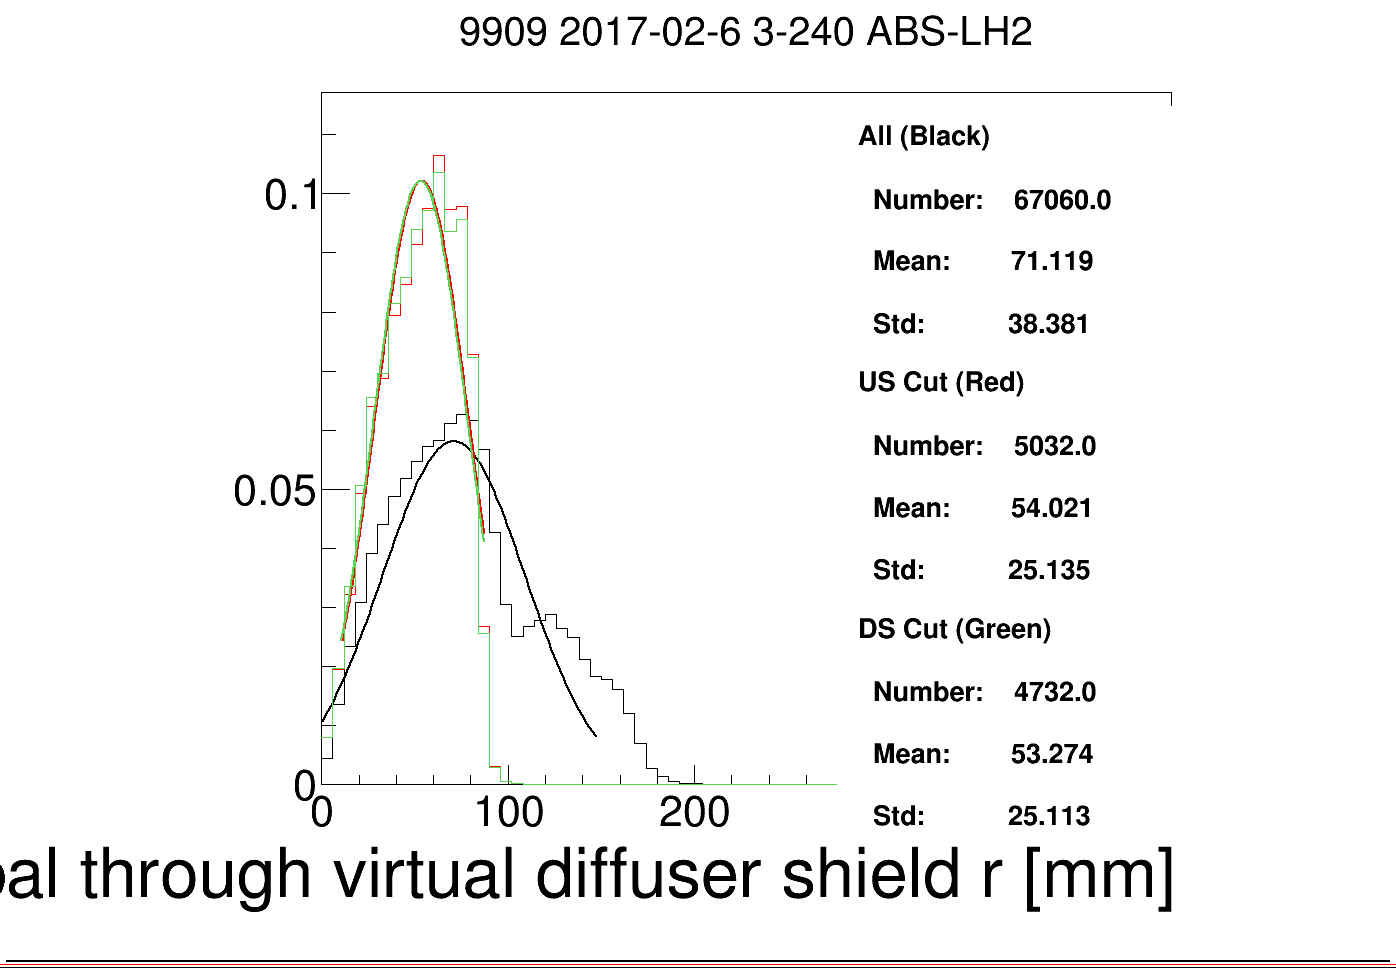 9909 2017-02-6 3-240 ABS-LH2
All (Black)
Number: 67060.0
Mean: 71.119
Std: 38.381
US Cut (Red)
Number: 5032.0
Mean: 54.021
Std: 25.135
DS Cut (Green)
Number: 4732.0
Mean: 53.274
Std: 25.113
0.1
0.05
0
0 100 200
through virtual diffuser shield r [mm]